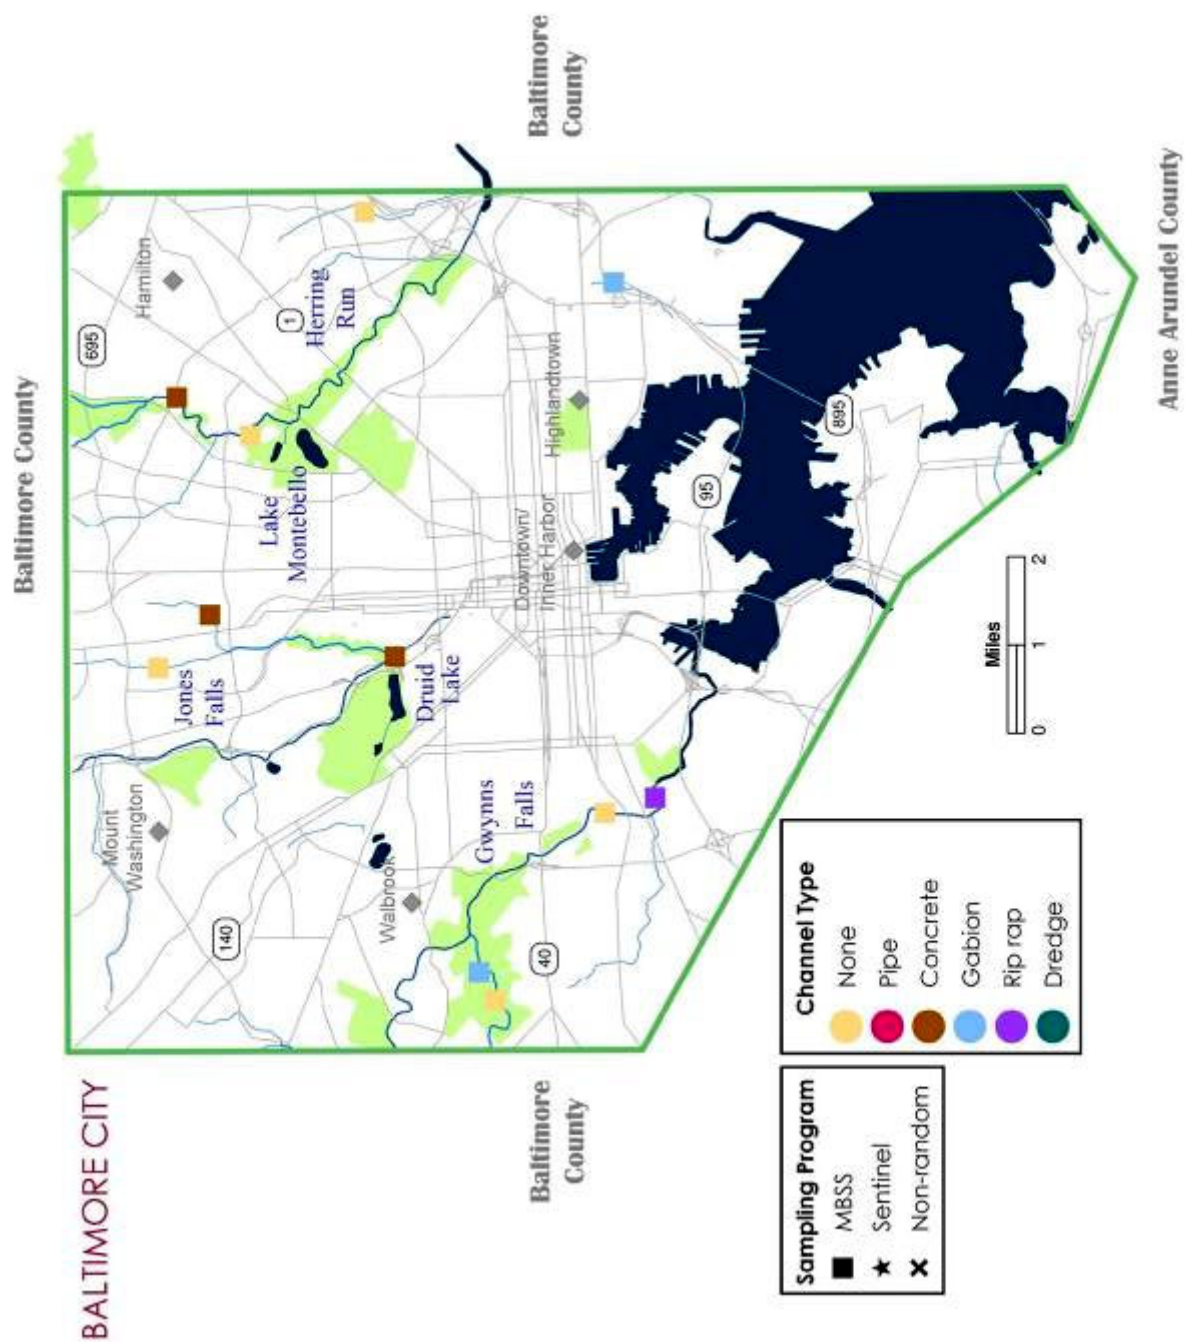 BALTIMORE CITY
Baltimore County
Baltimore
County
Baltimore
County
Anne Arundel County
695
Hamilton
1
Herring
Run
Lake
Montebello
Jones
Falls
Mount
Washington
140
Druid
Lake
Walbrook
Gwynns
Falls
40
Highlandtown
Downtown/
Inner Harbor
95
895
Miles
0
1
2
Sampling Program
MBSS
Sentinel
Non-random
Channel Type
None
Pipe
Concrete
Gabion
Rip rap
Dredge